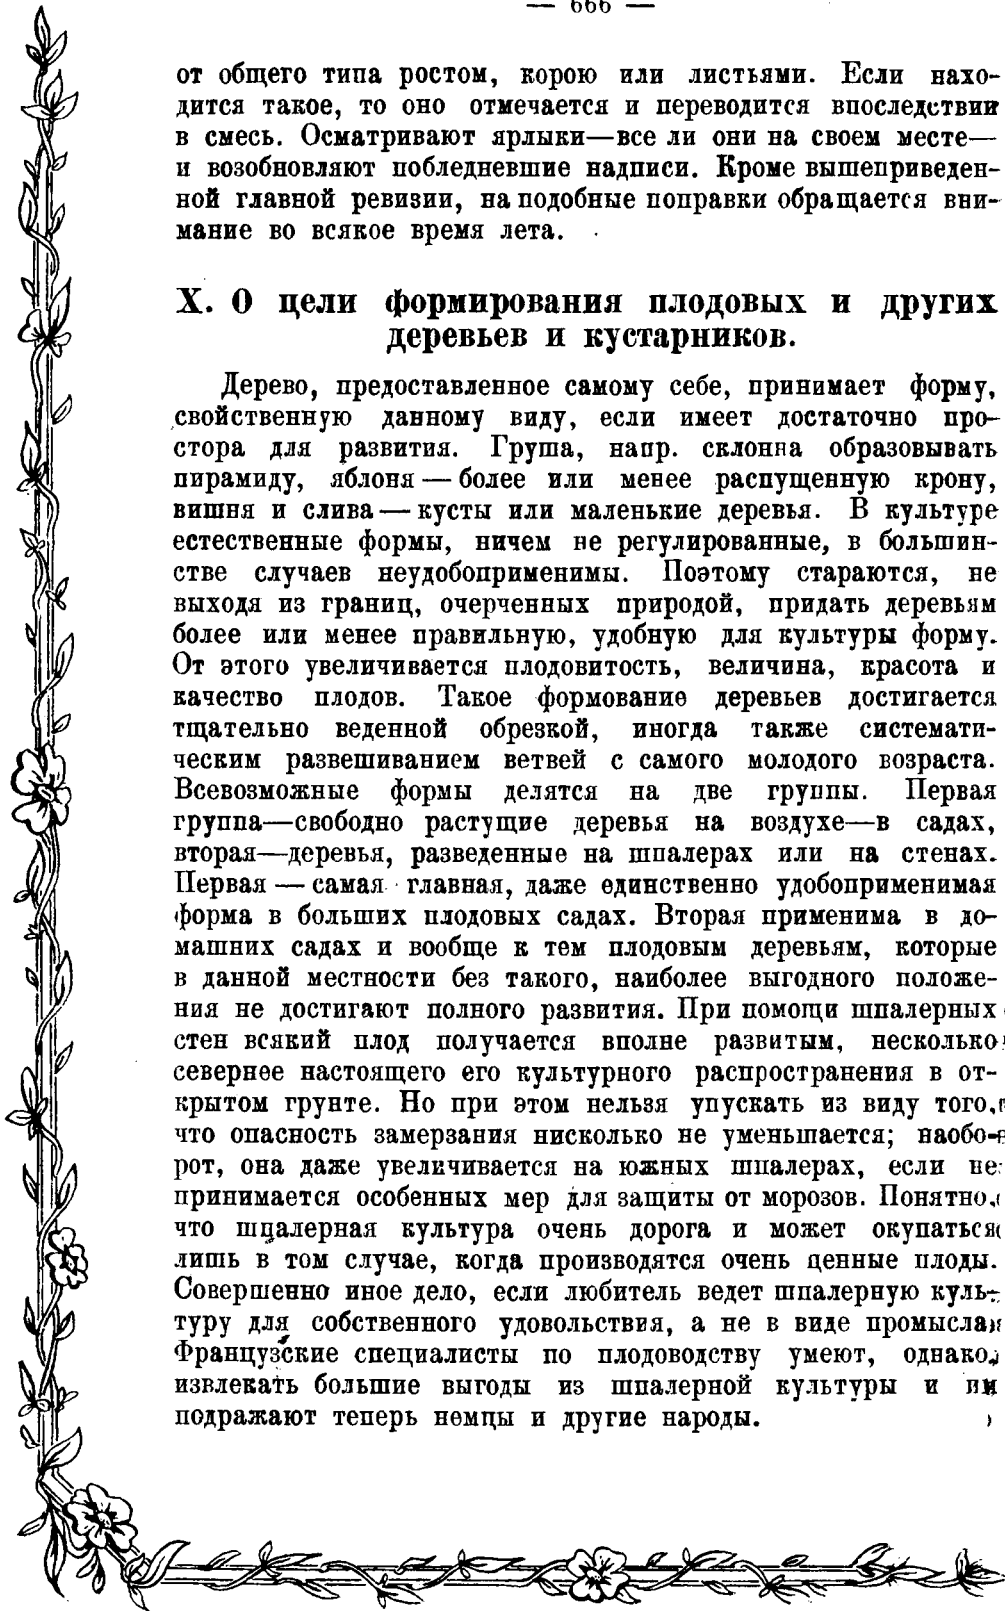 — 666 —
от общего типа ростом, корою или листьями. Если нахо-
дится такое, то оно отмечается и переводится впоследствии
в смесь. Осматривают ярлыки—все ли они на своем месте—
и возобновляют побледневшие надписи. Кроме вышеприведен-
ной главной ревизии, на подобные поправки обращается вни-
мание во всякое время лета.
X. О цели формирования плодовых и других
деревьев и кустарников.
Дерево, предоставленное самому себе, принимает форму,
свойственную данному виду, если имеет достаточно про-
стора для развития. Груша, напр. склонна образовывать
пирамиду, яблоня — более или менее распущенную крону,
вишня и слива — кусты или маленькие деревья. В культуре
естественные формы, ничем не регулированные, в большин-
стве случаев неудобоприменимы. Поэтому стараются, не
выходя из границ, очерченных природой, придать деревьям
более или менее правильную, удобную для культуры форму.
От этого увеличивается плодовитость, величина, красота и
качество плодов. Такое формование деревьев достигается
тщательно веденной обрезкой, иногда также системати-
ческим развешиванием ветвей с самого молодого возраста.
Всевозможные формы делятся на две группы. Первая
группа—свободно растущие деревья на воздухе—в садах,
вторая—деревья, разведенные на шпалерах или на стенах.
Первая — самая главная, даже единственно удобоприменимая
форма в больших плодовых садах. Вторая применима в до-
машних садах и вообще к тем плодовым деревьям, которые
в данной местности без такого, наиболее выгодного положе-
ния не достигают полного развития. При помощи шпалерных
стен всякий плод получается вполне развитым, несколько
севернее настоящего его культурного распространения в от-
крытом грунте. Но при этом нельзя упускать из виду того,
что опасность замерзания нисколько не уменьшается; наобо-
рот, она даже увеличивается на южных шпалерах, если не
принимается особенных мер для защиты от морозов. Понятно,
что шпалерная культура очень дорога и может окупаться
лишь в том случае, когда производятся очень ценные плоды.
Совершенно иное дело, если любитель ведет шпалерную куль-
туру для собственного удовольствия, а не в виде промысла.
Французские специалисты по плодоводству умеют, однако,
извлекать большие выгоды из шпалерной культуры и им
подражают теперь немцы и другие народы.